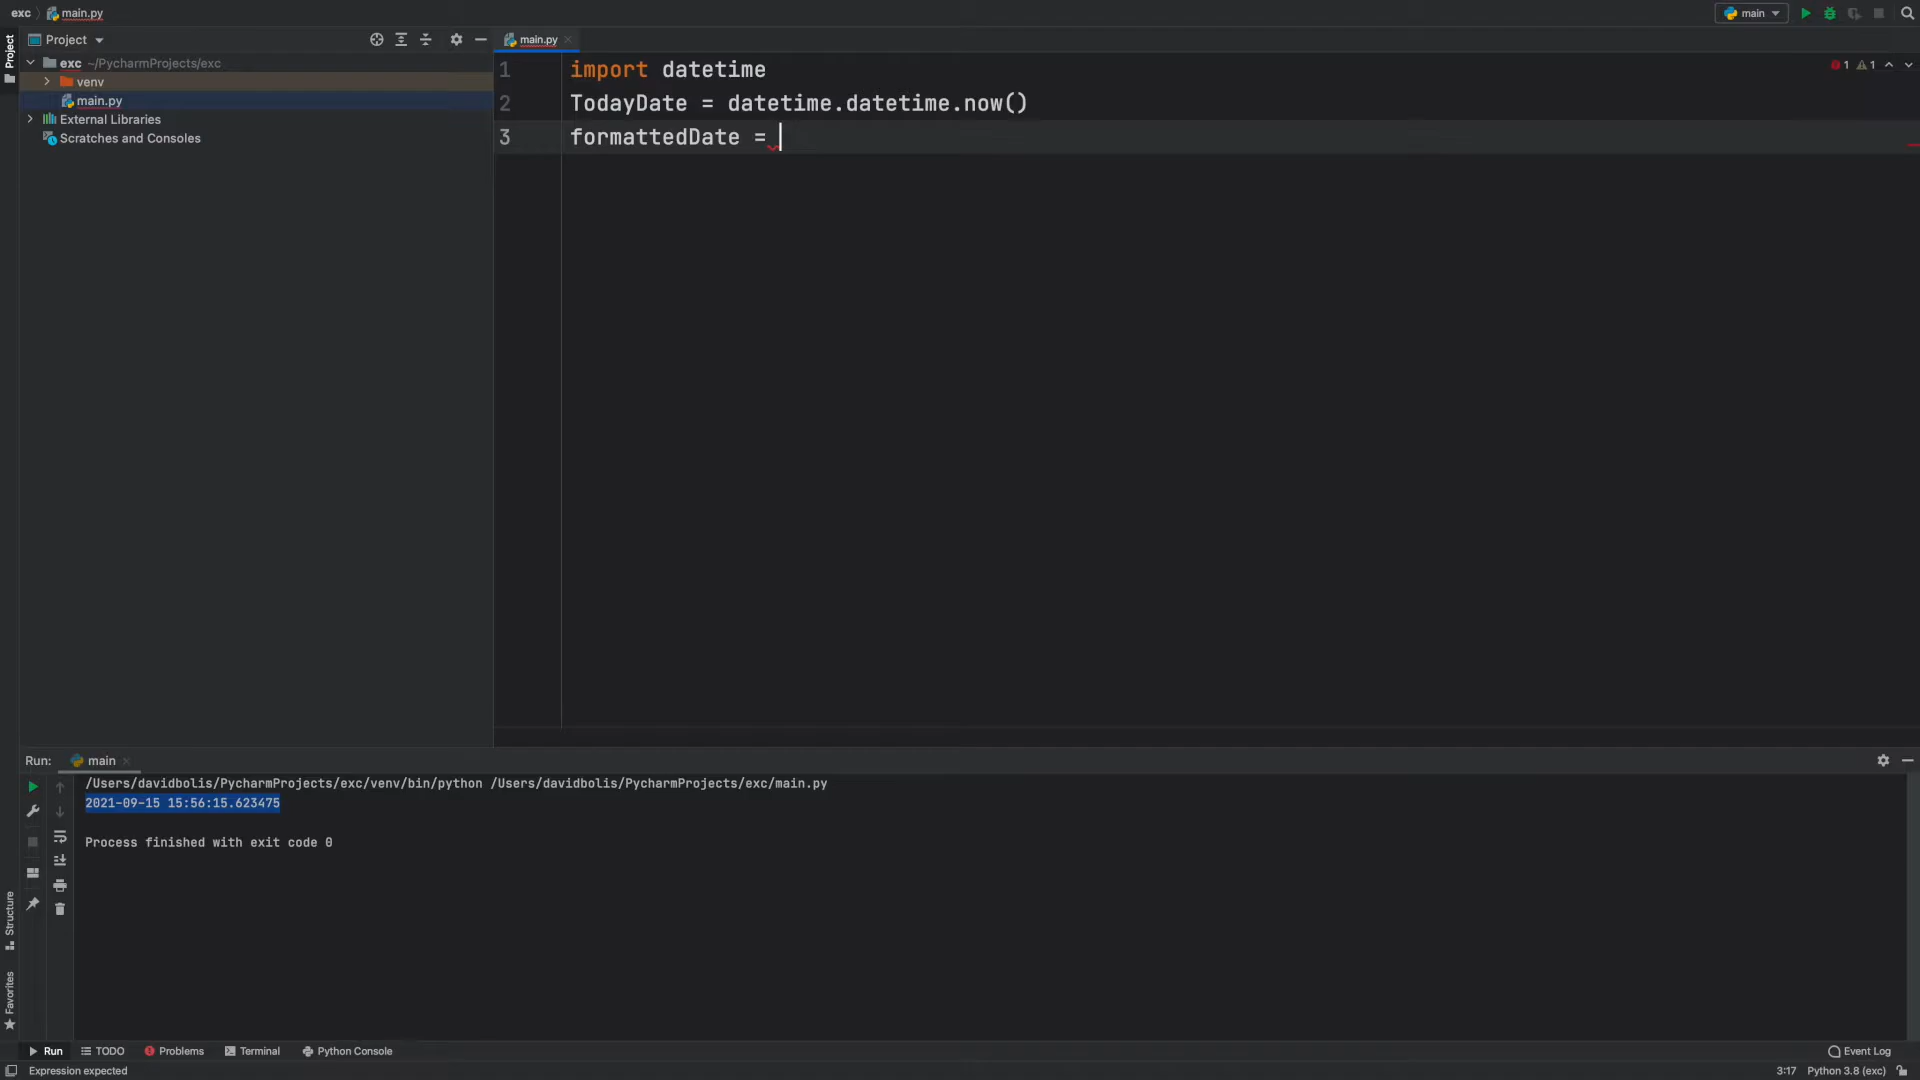 exc main.py
main
Project
main.py
Project
exc ~/PycharmProjects/exc
venv
main.py
External Libraries
Scratches and Consoles
1 import datetime
2 TodayDate = datetime.datetime.now()
3 formattedDate =
1 1
Run: main
/Users/davidbolis/PycharmProjects/exc/venv/bin/python /Users/davidbolis/PycharmProjects/exc/main.py
2021-09-15 15:56:15.623475
Process finished with exit code 0
Structure
Favorites
Run TODO Problems Terminal Python Console
Event Log
Expression expected
3:17 Python 3.8 (exc)